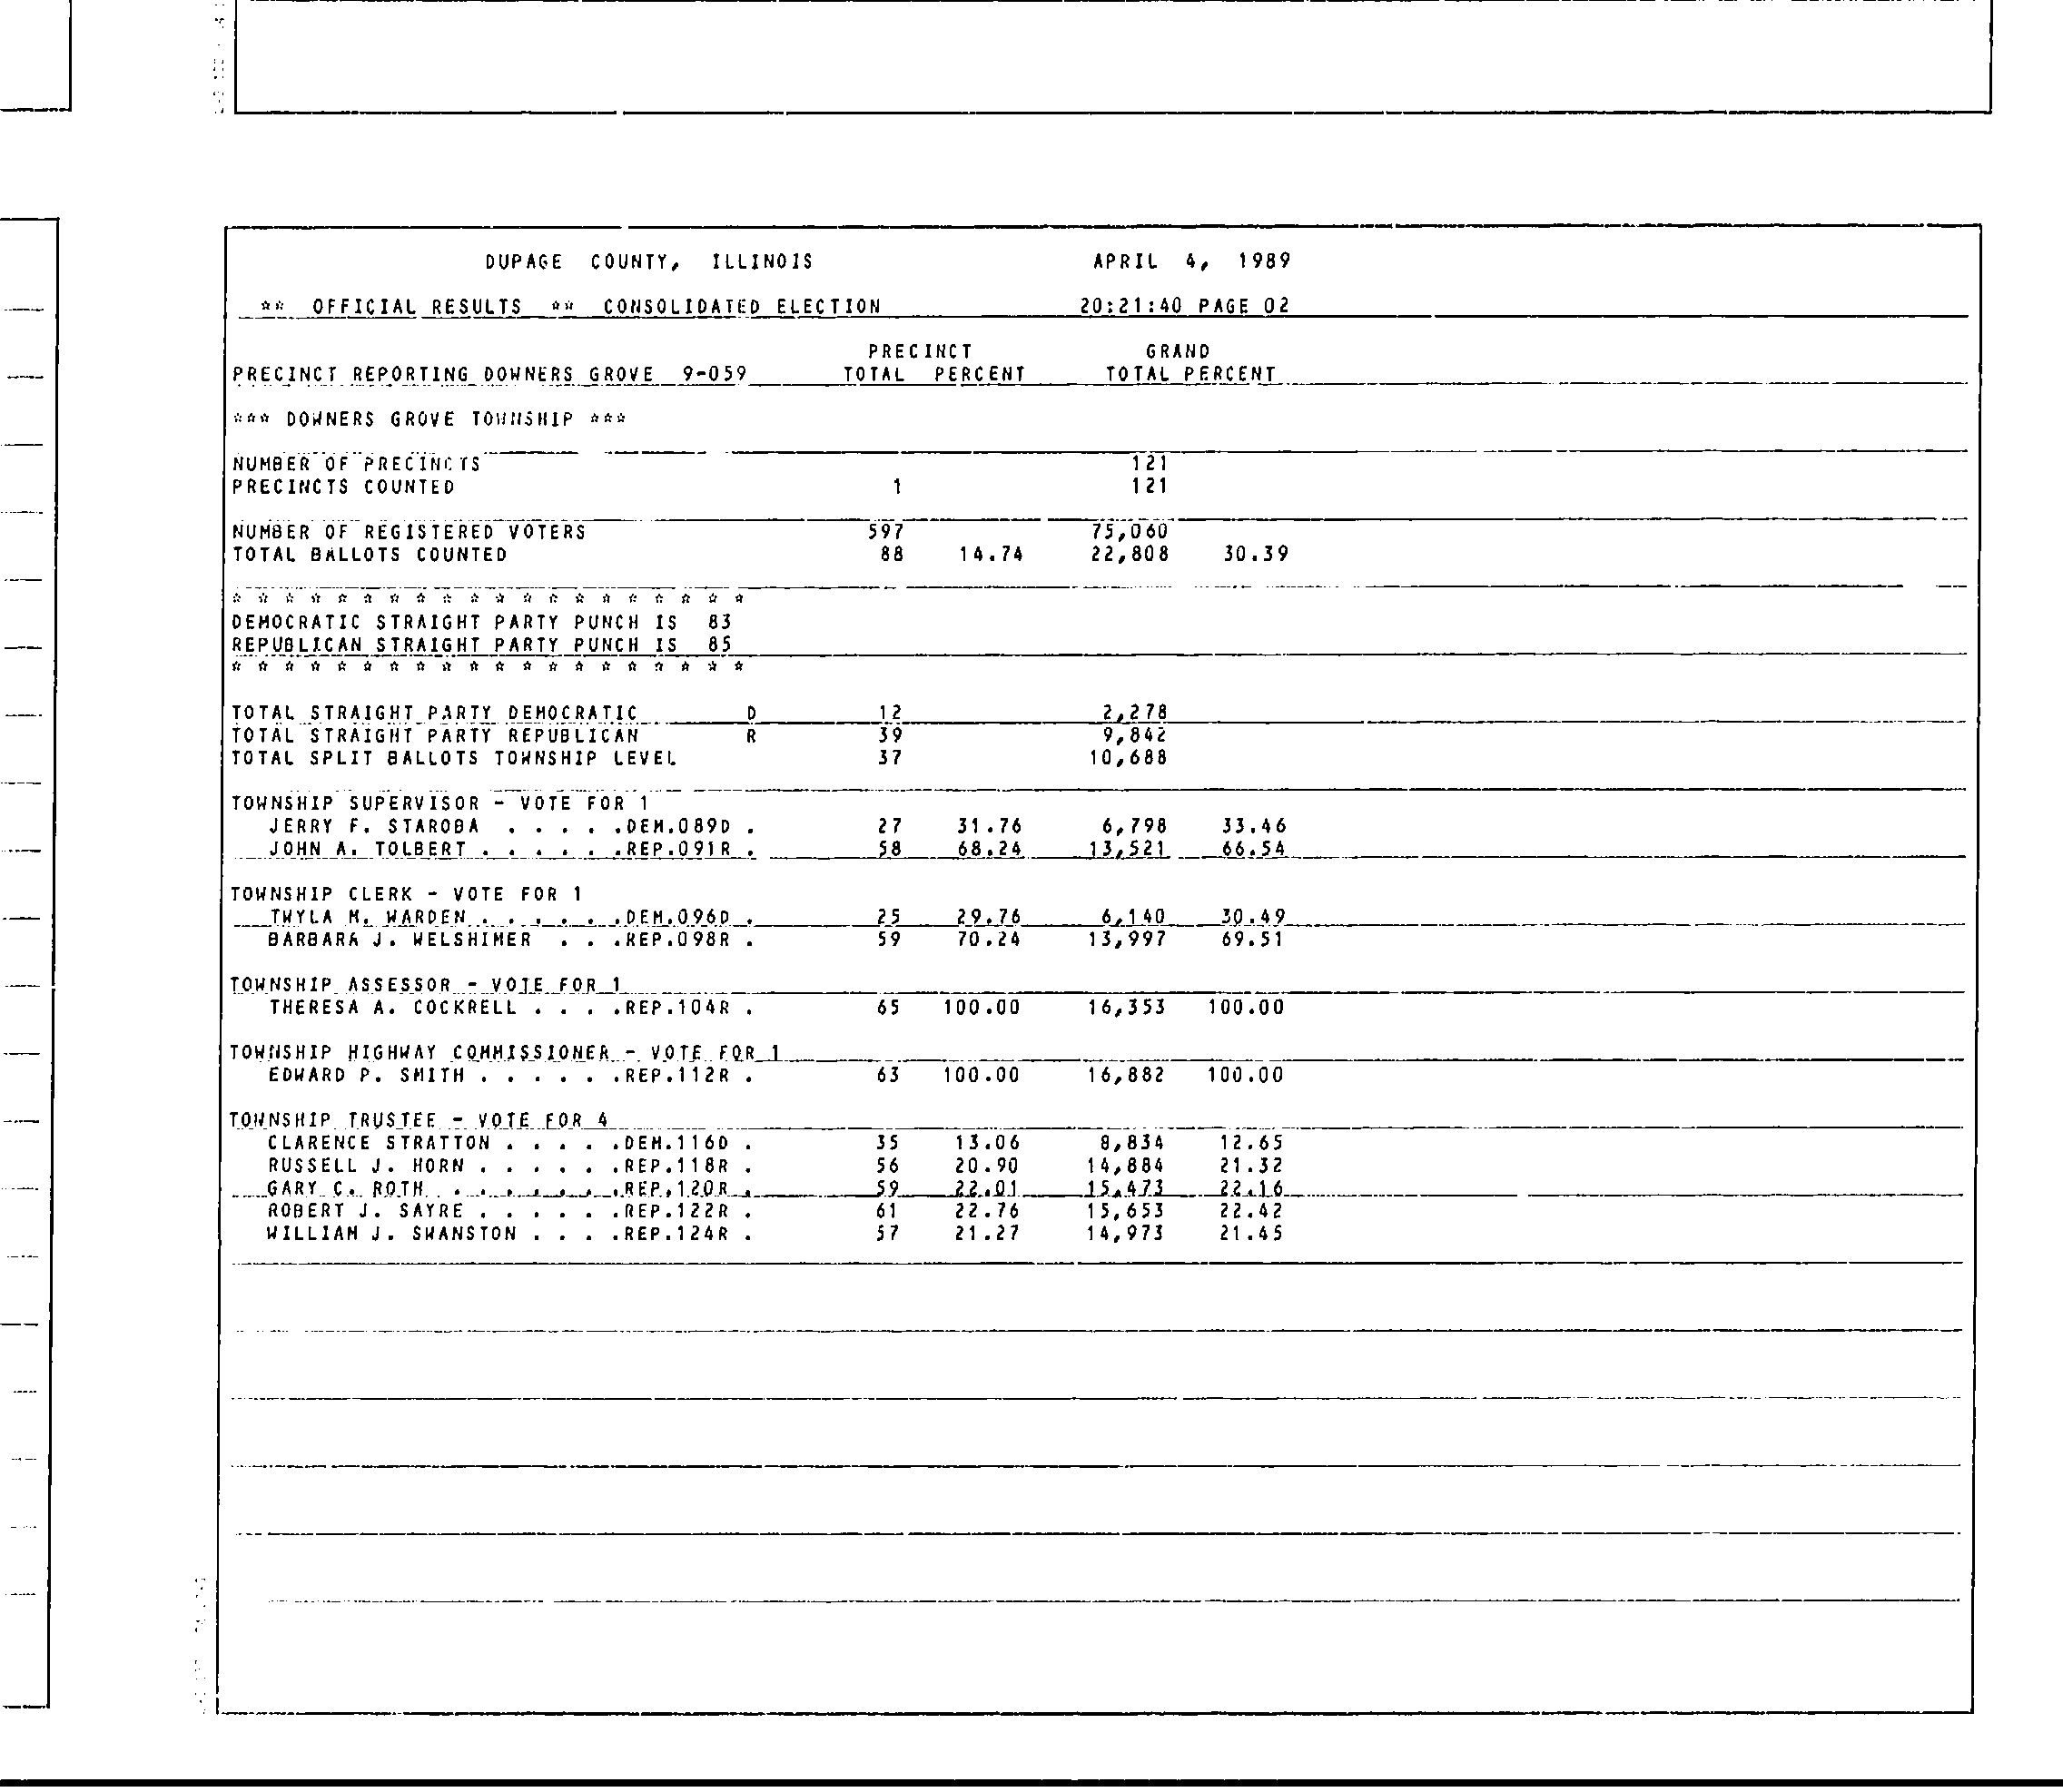 DUPAGE COUNTY, ILLINOIS APRIL 4, 1989
** OFFICIAL RESULTS ** CONSOLIDATED ELECTION 20:21:40 PAGE 02
PRECINCT GRAND
PRECINCT REPORTING DOWNERS GROVE 9-059 TOTAL PERCENT TOTAL PERCENT
*** DOWNERS GROVE TOWNSHIP ***
NUMBER OF PRECINCTS 121
PRECINCTS COUNTED 1 121
NUMBER OF REGISTERED VOTERS 597 75,060
TOTAL BALLOTS COUNTED 88 14.74 22,808 30.39
* * * * * * * * * * * * * * * * * * * *
DEMOCRATIC STRAIGHT PARTY PUNCH IS 83
REPUBLICAN STRAIGHT PARTY PUNCH IS 85
* * * * * * * * * * * * * * * * * * * *
TOTAL STRAIGHT PARTY DEMOCRATIC D 12 2,278
TOTAL STRAIGHT PARTY REPUBLICAN R 39 9,842
TOTAL SPLIT BALLOTS TOWNSHIP LEVEL 37 10,688
TOWNSHIP SUPERVISOR - VOTE FOR 1
JERRY F. STAROBA . . . . .DEM.089D . 27 31.76 6,798 33.46
JOHN A. TOLBERT . . . . . .REP.091R . 58 68.24 13,521 66.54
TOWNSHIP CLERK - VOTE FOR 1
TWYLA M. WARDEN . . . . . .DEM.096D . 25 29.76 6,140 30.49
BARBARA J. WELSHIMER . . .REP.098R . 59 70.24 13,997 69.51
TOWNSHIP ASSESSOR - VOTE FOR 1
THERESA A. COCKRELL . . . .REP.104R . 65 100.00 16,353 100.00
TOWNSHIP HIGHWAY COMMISSIONER - VOTE FOR 1
EDWARD P. SMITH . . . . . .REP.112R . 63 100.00 16,882 100.00
TOWNSHIP TRUSTEE - VOTE FOR 4
CLARENCE STRATTON . . . . .DEM.116D . 35 13.06 8,834 12.65
RUSSELL J. HORN . . . . . .REP.118R . 56 20.90 14,884 21.32
GARY C. ROTH . . . . . . . .REP.120R . 59 22.01 15,473 22.16
ROBERT J. SAYRE . . . . . .REP.122R . 61 22.76 15,653 22.42
WILLIAM J. SWANSTON . . . .REP.124R . 57 21.27 14,973 21.45